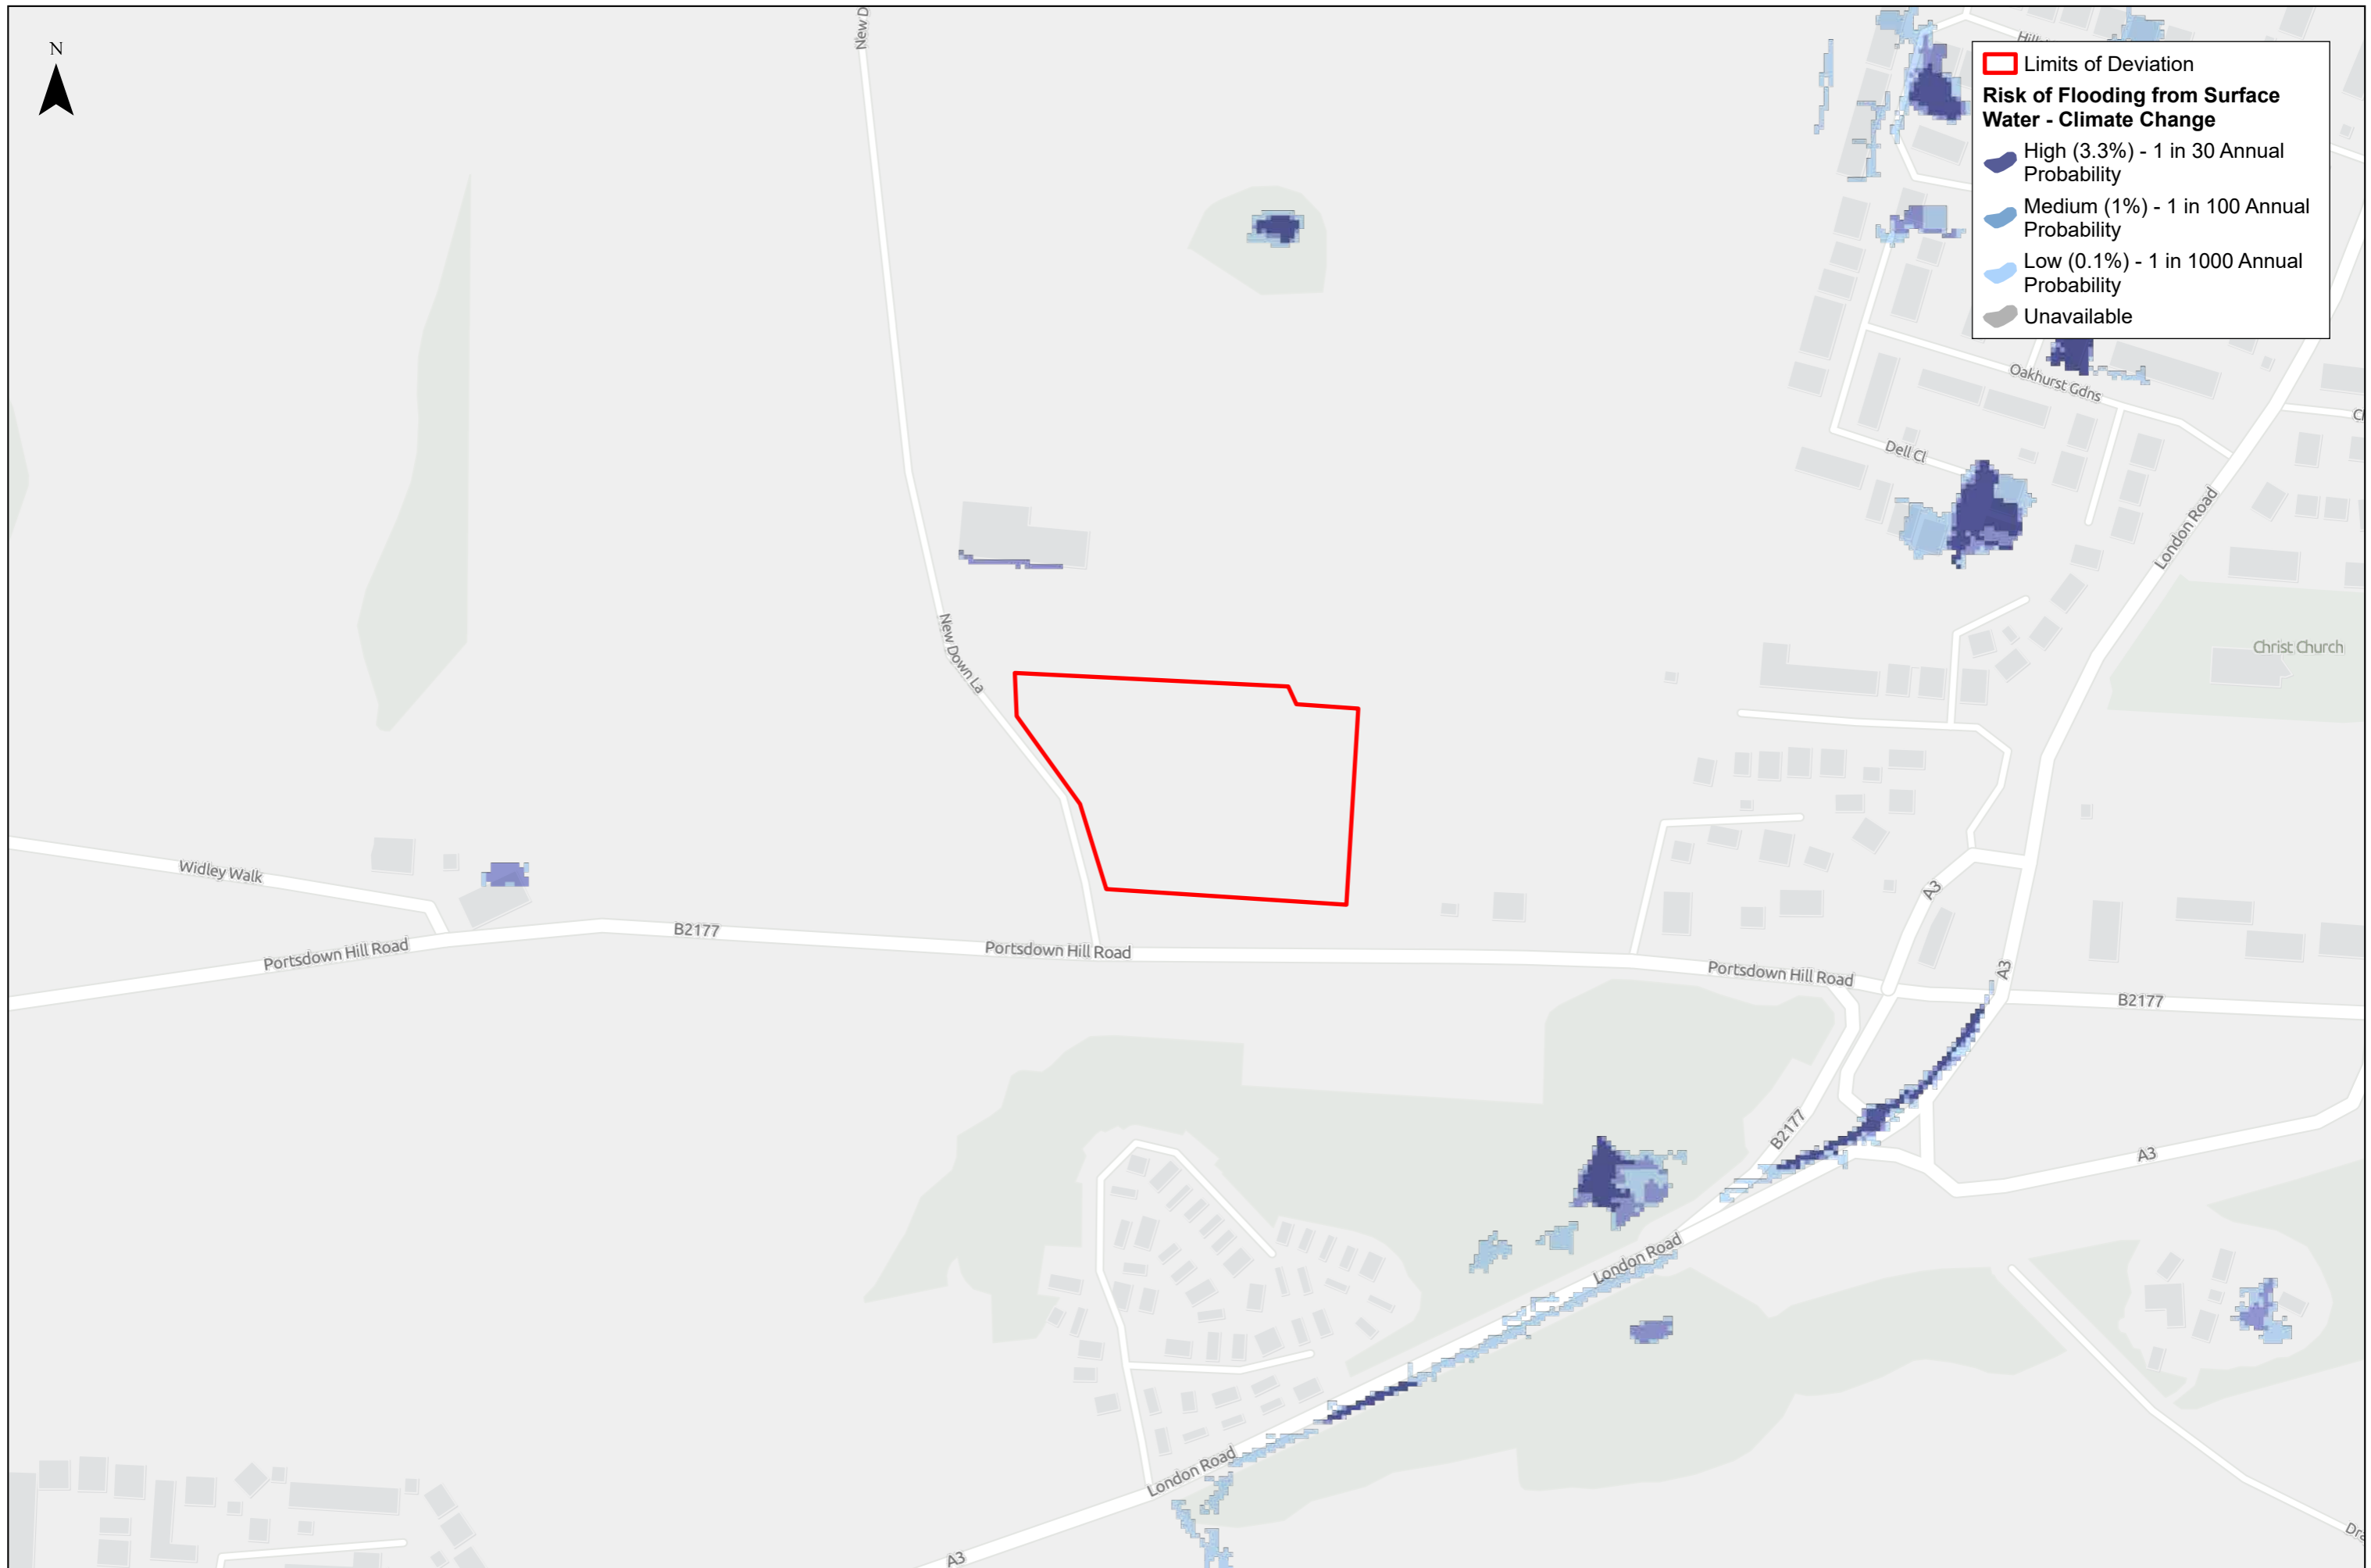 New D
N
Limits of Deviation
Risk of Flooding from Surface
Water - Climate Change
High (3.3%) - 1 in 30 Annual
Probability
Medium (1%) - 1 in 100 Annual
Probability
Low (0.1%) - 1 in 1000 Annual
Probability
Unavailable
Oakhurst Gdns
Dell Cl
London Road
Christ Church
New Down La
Widley Walk
A3
B2177
Portsdown Hill Road
Portsdown Hill Road
Portsdown Hill Road
A3
B2177
B2177
A3
London Road
London Road
A3